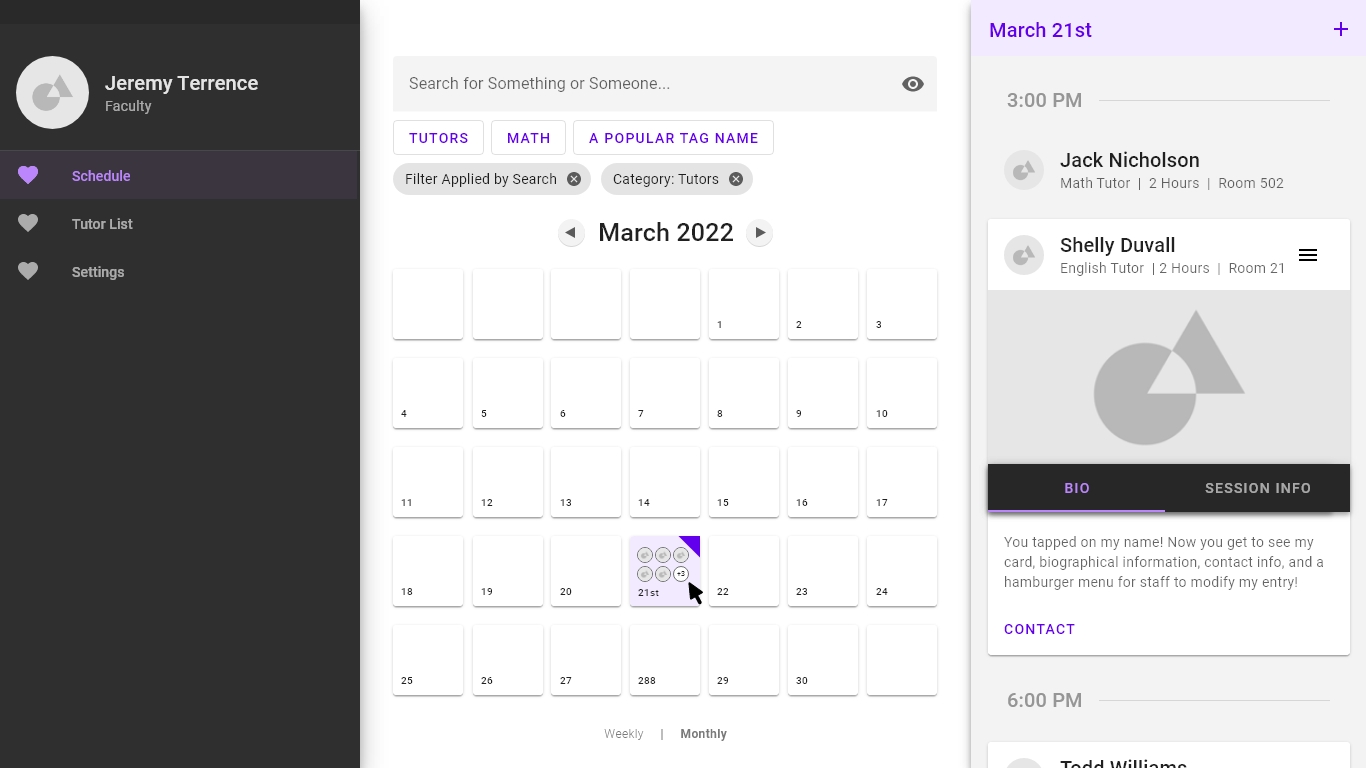 Jeremy Terrence
Faculty
Schedule
Tutor List
Settings
Search for Something or Someone...
TUTORS
MATH
A POPULAR TAG NAME
Filter Applied by Search
Category: Tutors
March 2022
1
2
3
4
5
6
7
8
9
10
11
12
13
14
15
16
17
18
19
20
+3
21st
22
23
24
25
26
27
288
29
30
Weekly | Monthly
March 21st
3:00 PM
Jack Nicholson
Math Tutor | 2 Hours | Room 502
Shelly Duvall
English Tutor | 2 Hours | Room 21
BIO
SESSION INFO
You tapped on my name! Now you get to see my
card, biographical information, contact info, and a
hamburger menu for staff to modify my entry!
CONTACT
6:00 PM
Todd Williams